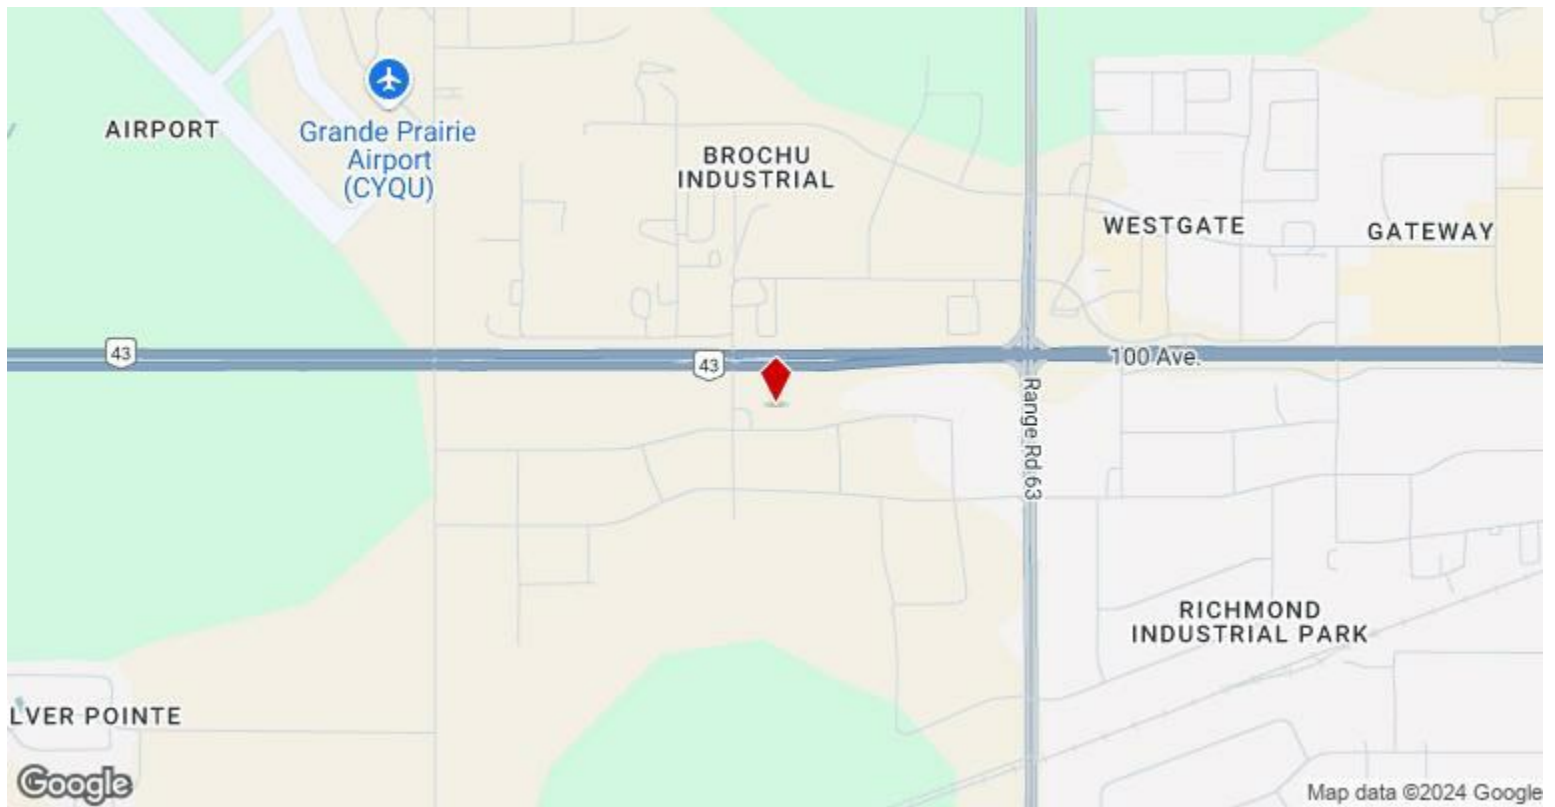 AIRPORT
Grande Prairie
Airport
(CYQU)
BROCHU
INDUSTRIAL
WESTGATE
GATEWAY
43
43
100 Ave.
Range Rd 63
RICHMOND
INDUSTRIAL PARK
LVER POINTE
Google
Map data ©2024 Google